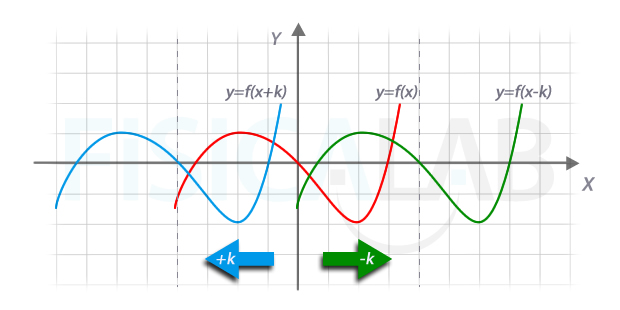 Y
y=f(x+k)
y=f(x)
y=f(x-k)
FISICALAB
X
+k
-k